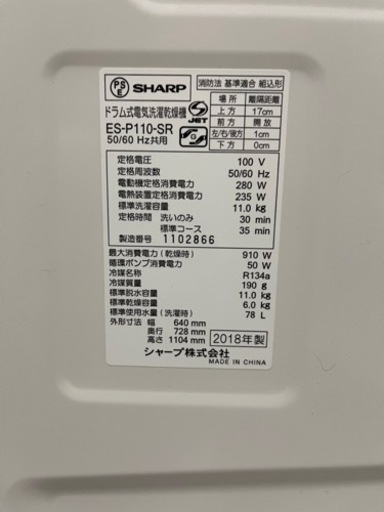 PS E SHARP
ドラム式電気洗濯乾燥機
ES-P110-SR
50/60 Hz共用
S JET
消防法 基準適合 組込形
場所 離隔距離
上方 17cm
前方 開放
左/右/後方 1cm
下方 0cm
定格電圧 100 V
定格周波数 50/60 Hz
電動機定格消費電力 280 W
電熱装置定格消費電力 235 W
標準洗濯容量 11.0 kg
定格時間 洗いのみ 30 min
標準コース 35 min
製造番号 1102866
最大消費電力(乾燥時) 910 W
循環ポンプ消費電力 50 W
冷媒名称 R134a
冷媒質量 190 g
標準脱水容量 11.0 kg
標準乾燥容量 6.0 kg
標準使用水量(洗濯時) 78 L
外形寸法 幅 640 mm
奥行 728 mm
高さ 1104 mm
2018年製
シャープ株式会社
MADE IN CHINA